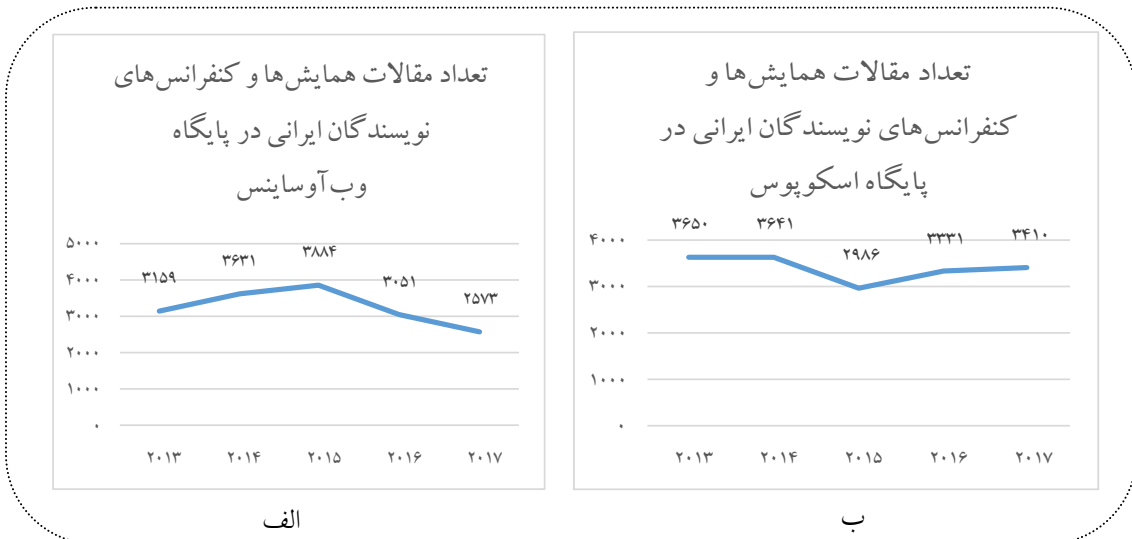 تعداد مقالات همایش‌ها و
کنفرانس‌های نویسندگان ایرانی در
پایگاه اسکوپوس
۳۶۵۰
۳۶۴۱
۲۹۸۶
۳۳۳۱
۳۴۱۰
۴۰۰۰
۳۰۰۰
۲۰۰۰
۱۰۰۰
۰
۲۰۱۳ ۲۰۱۴ ۲۰۱۵ ۲۰۱۶ ۲۰۱۷
ب
تعداد مقالات همایش‌ها و کنفرانس‌های
نویسندگان ایرانی در پایگاه
وب‌آوساینس
۳۱۵۹
۳۶۳۱
۳۸۸۴
۳۰۵۱
۲۵۷۳
۵۰۰۰
۴۰۰۰
۳۰۰۰
۲۰۰۰
۱۰۰۰
۰
۲۰۱۳ ۲۰۱۴ ۲۰۱۵ ۲۰۱۶ ۲۰۱۷
الف